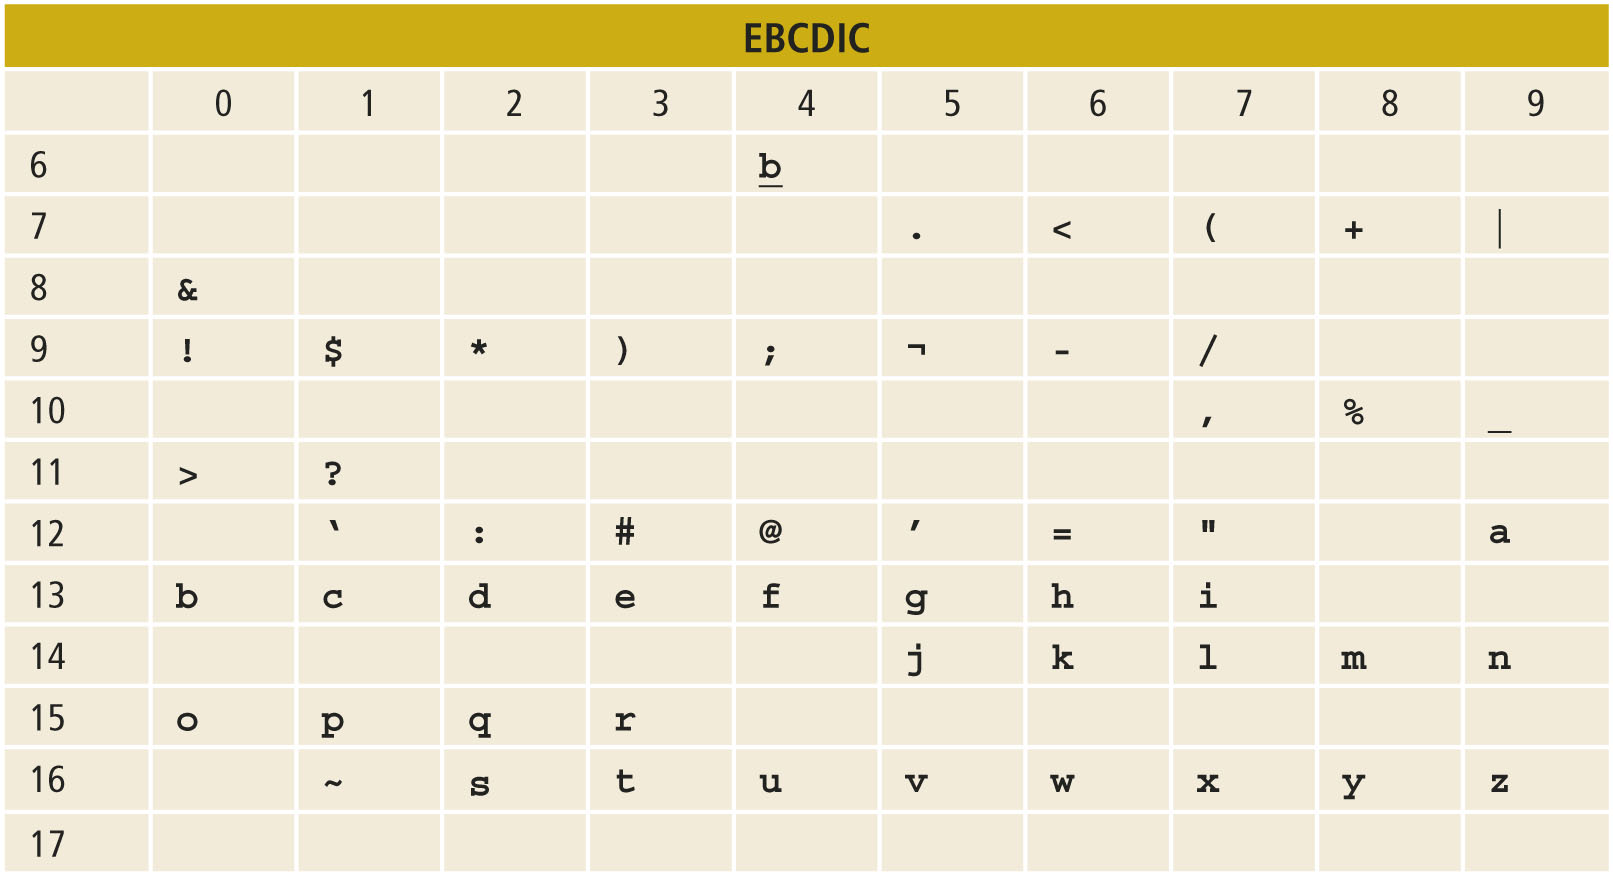 EBCDIC
0 1 2 3 4 5 6 7 8 9
6 b
7 . < ( + |
8 &
9 ! $ * ) ; ¬ - /
10 , % _
11 > ?
12 ` : # @ ’ = " a
13 b c d e f g h i
14 j k l m n
15 o p q r
16 ~ s t u v w x y z
17